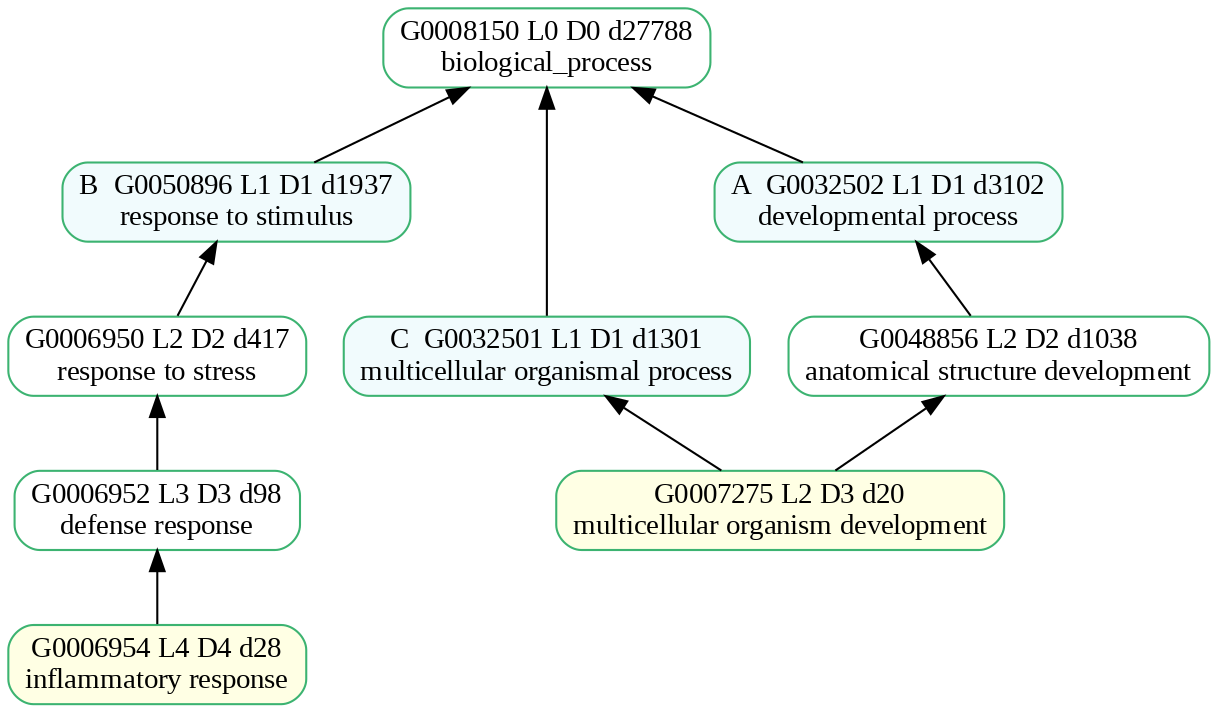 G0008150 L0 D0 d27788
biological_process
B  G0050896 L1 D1 d1937
response to stimulus
A  G0032502 L1 D1 d3102
developmental process
G0006950 L2 D2 d417
response to stress
C  G0032501 L1 D1 d1301
multicellular organismal process
G0048856 L2 D2 d1038
anatomical structure development
G0006952 L3 D3 d98
defense response
G0007275 L2 D3 d20
multicellular organism development
G0006954 L4 D4 d28
inflammatory response